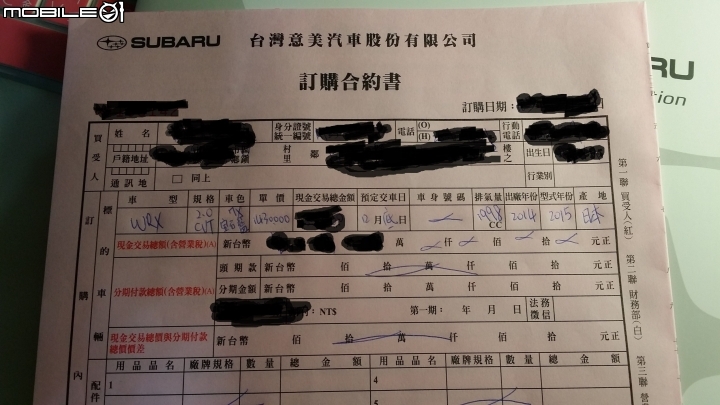 MOBILE01
SUBARU 台灣意美汽車股份有限公司
RU
tion
訂購合約書
訂購日期：
買受人
姓名 身分證號 統一編號 電話 (O) (H) 行動電話
戶籍地址 村里 鄰 樓之 出生日
通訊地 □ 同上 行業別
訂購 標的車輛 內
車型 規格 車色 單價 現金交易總金額 預定交車日 車身號碼 排氣量 出廠年份 型式年份 產地
WRX 2.0 CVT 1430000 12月底日 1998 CC 2014 2015 日本
現金交易總額(含營業稅)(A) 新台幣 萬 仟 佰 拾 元正
頭期款 新台幣 佰 拾 萬 仟 佰 拾 元正
分期付款總額(含營業稅)(A) 分期金額 新台幣 佰 拾 萬 仟 佰 拾 元正
: NT$ 第一期： 年 月 日 法務徵信
現金交易總額與分期付款總價價差 新台幣 佰 拾 萬 仟 佰 拾 元正
配件
用品品名 廠牌規格 數量 總金額 用品品名 廠牌規格 數量 總額
1 4
5
第一聯 買受人(紅) 第二聯 財務部(白) 第三聯 營